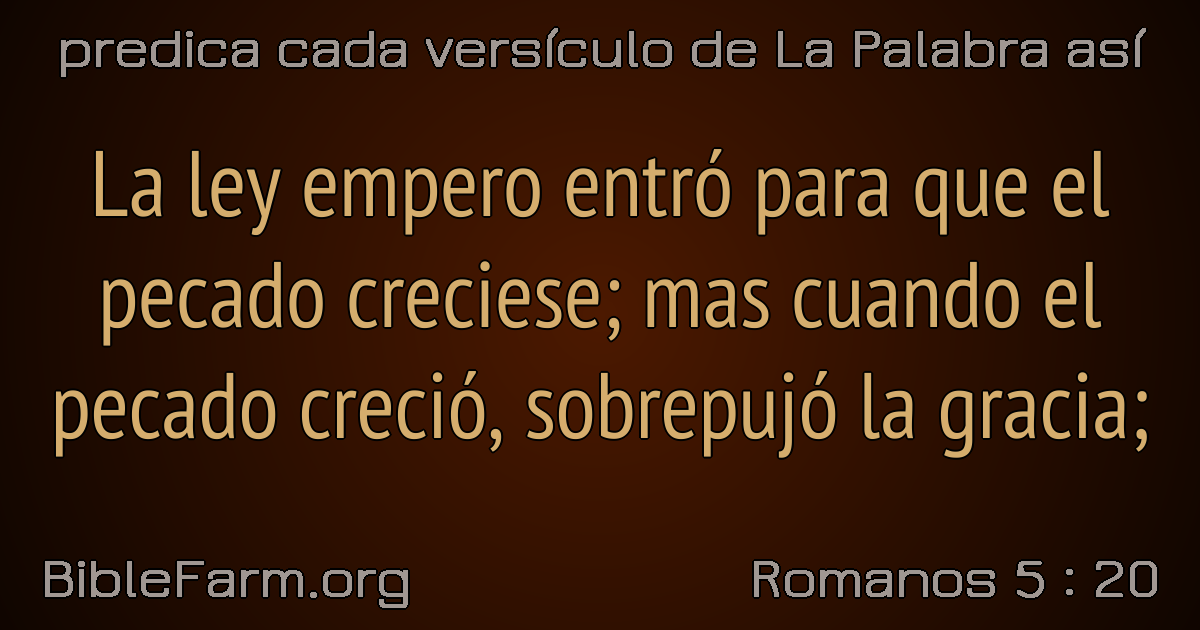 predica cada versículo de La Palabra así
La ley empero entró para que el
pecado creciese; mas cuando el
pecado creció, sobrepujó la gracia;
BibleFarm.org
Romanos 5 : 20